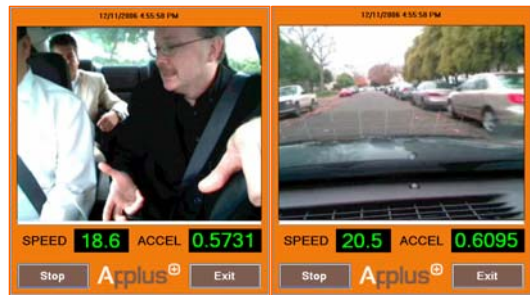 12/11/2006 4:55:58 PM
SPEED 18.6 ACCEL 0.5731
Stop Applus+ Exit
12/11/2006 4:55:58 PM
SPEED 20.5 ACCEL 0.6095
Stop Applus+ Exit